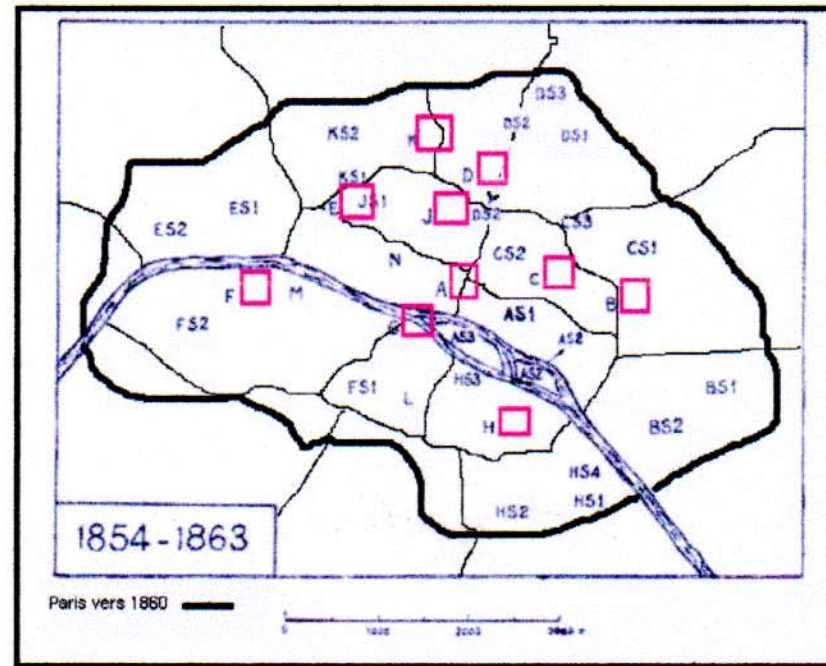 DS3
DS2
DS1
KS2
K
D
KS1
E
JS1
J
DS2
ES1
ES2
CS3
CS2
CS1
N
C
A
B
F
M
AS1
FS2
G
AS3
AS2
AS2
HS3
FS1
L
BS1
H
BS2
HS4
HS2
HS1
1854-1863
Paris vers 1860
0
1000
2000